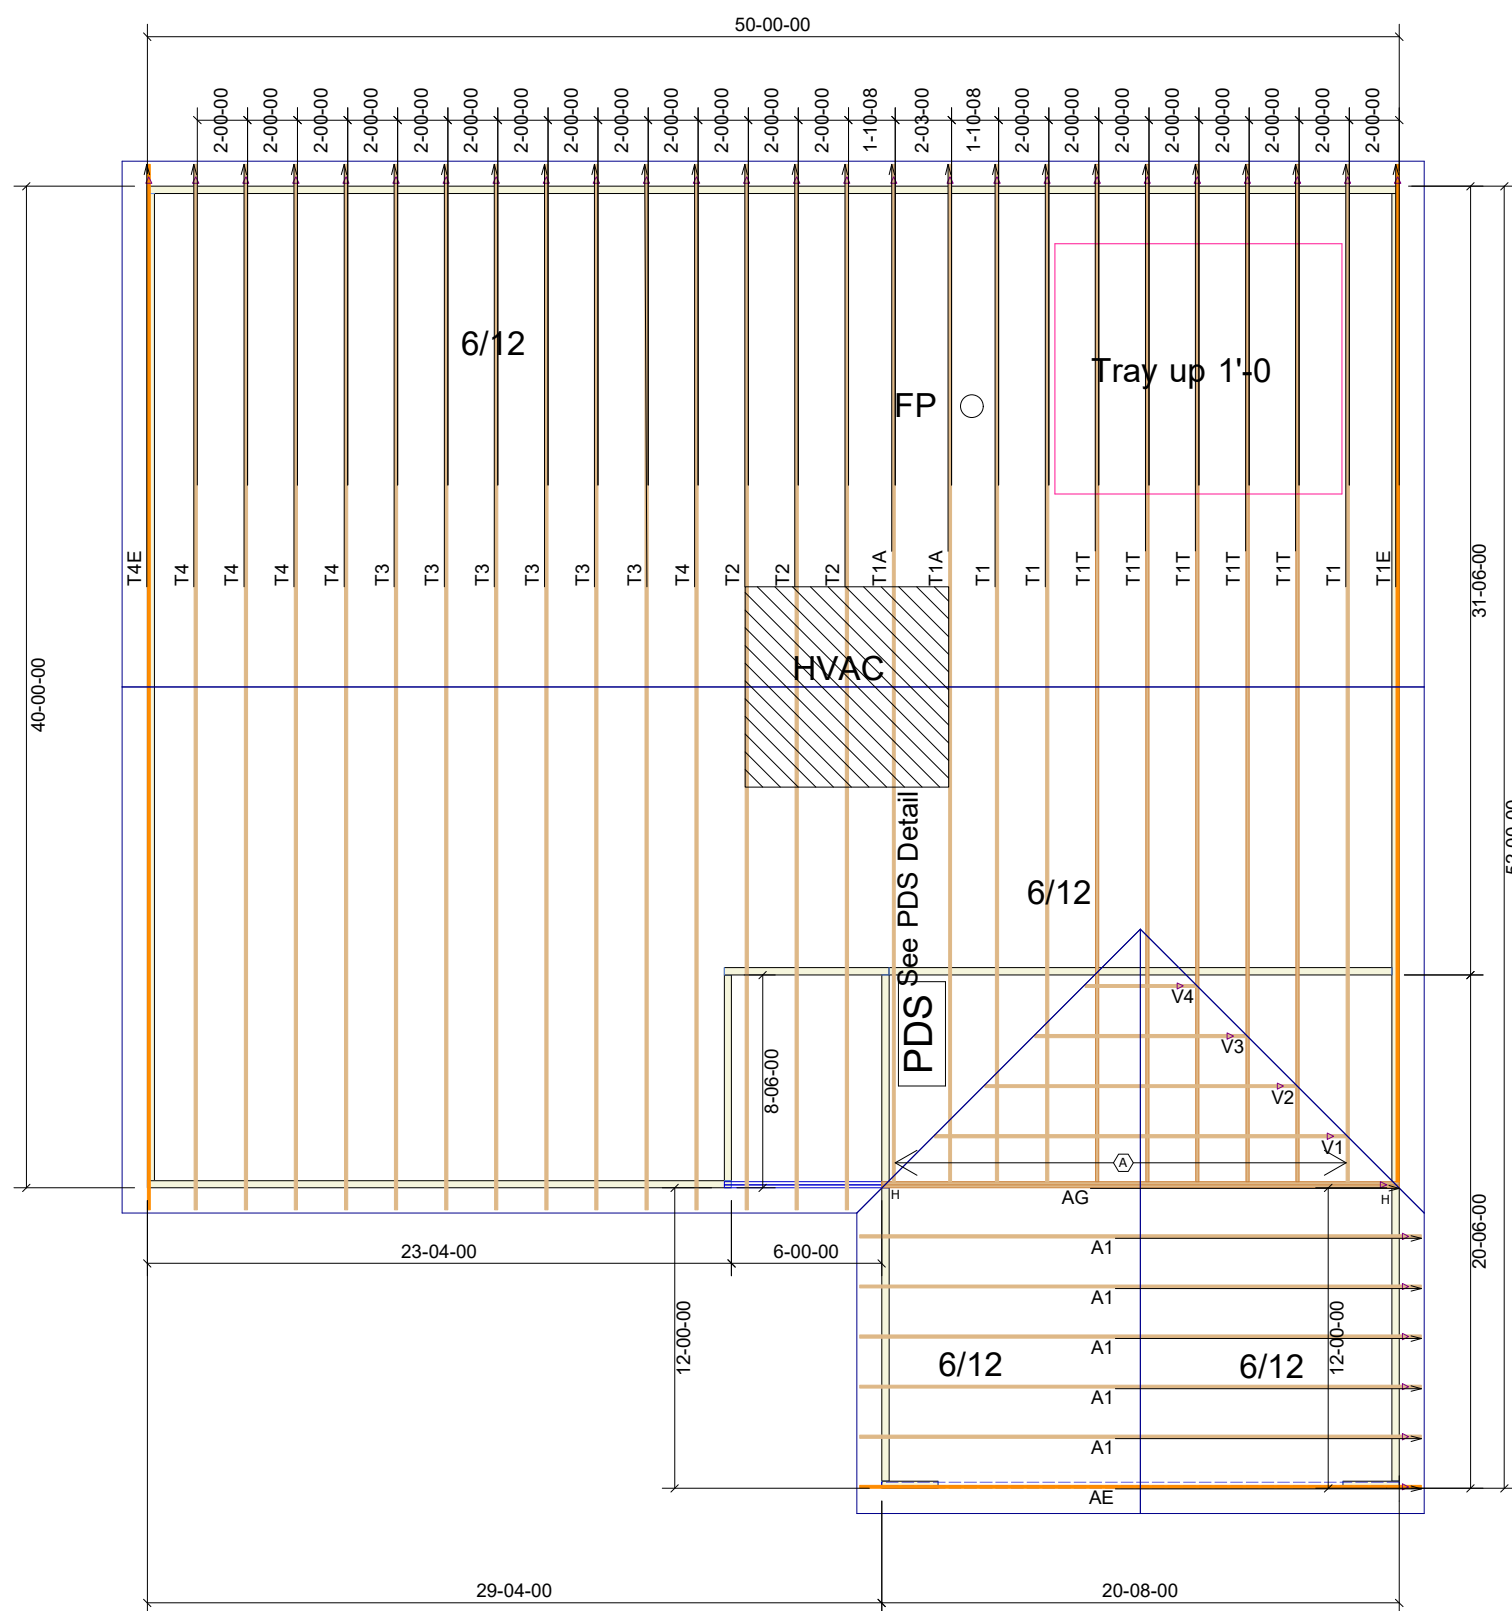 50-00-00
2-00-00
2-00-00
2-00-00
2-00-00
2-00-00
2-00-00
2-00-00
2-00-00
2-00-00
2-00-00
2-00-00
2-00-00
2-00-00
1-10-08
2-03-00
1-10-08
2-00-00
2-00-00
2-00-00
2-00-00
2-00-00
2-00-00
2-00-00
2-00-00
6/12
Tray up 1'-0
FP
T4E
T4
T4
T4
T4
T3
T3
T3
T3
T3
T3
T4
T2
T2
T2
T1A
T1A
T1
T1
T1T
T1T
T1T
T1T
T1T
T1
T1E
31-06-00
40-00-00
HVAC
52-00-00
PDS See PDS Detail
6/12
V4
V3
8-06-00
V2
V1
A
H
AG
H
20-06-00
23-04-00
6-00-00
A1
A1
12-00-00
12-00-00
A1
6/12
6/12
A1
A1
AE
29-04-00
20-08-00